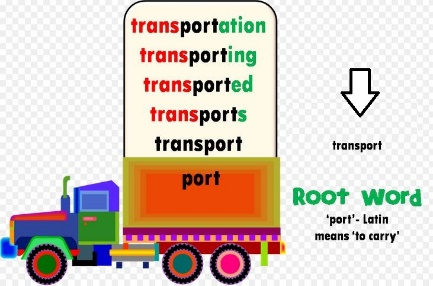 transportation
transporting
transported
transports
transport
port
transport
Root Word
'port'- Latin
means 'to carry'